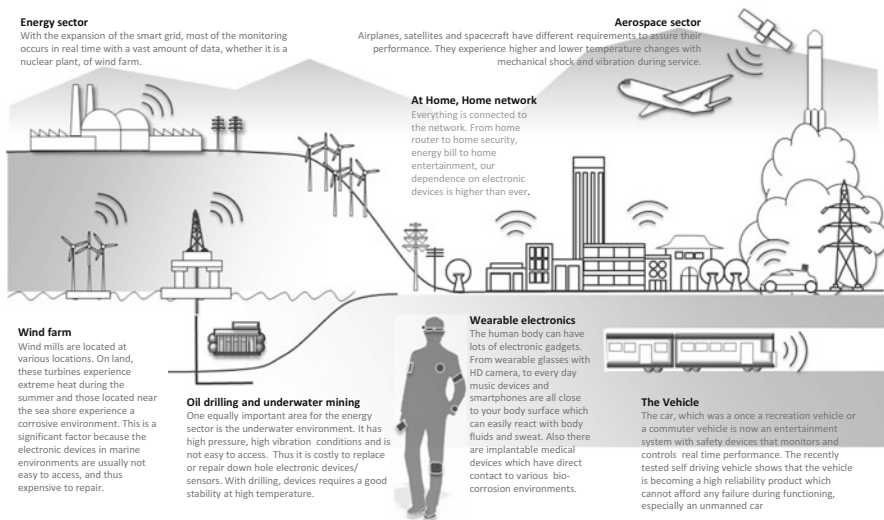 Energy sector
With the expansion of the smart grid, most of the monitoring
occurs in real time with a vast amount of data, whether it is a
nuclear plant, of wind farm.
Aerospace sector
Airplanes, satellites and spacecraft have different requirements to assure their
performance. They experience higher and lower temperature changes with
mechanical shock and vibration during service.
At Home, Home network
Everything is connected to
the network. From home
router to home security,
energy bill to home
entertainment, our
dependence on electronic
devices is higher than ever.
Wind farm
Wind mills are located at
various locations. On land,
these turbines experience
extreme heat during the
summer and those located near
the sea shore experience a
corrosive environment. This is a
significant factor because the
electronic devices in marine
environments are usually not
easy to access, and thus
expensive to repair.
Oil drilling and underwater mining
One equally important area for the energy
sector is the underwater environment. It has
high pressure, high vibration conditions and is
not easy to access. Thus it is costly to replace
or repair down hole electronic devices/
sensors. With drilling, devices requires a good
stability at high temperature.
Wearable electronics
The human body can have
lots of electronic gadgets.
From wearable glasses with
HD camera, to every day
music devices and
smartphones are all close
to your body surface which
can easily react with body
fluids and sweat. Also there
are implantable medical
devices which have direct
contact to various bio-
corrosion environments.
The Vehicle
The car, which was a once a recreation vehicle or
a commuter vehicle is now an entertainment
system with safety devices that monitors and
controls real time performance. The recently
tested self driving vehicle shows that the vehicle
is becoming a high reliability product which
cannot afford any failure during functioning,
especially an unmanned car